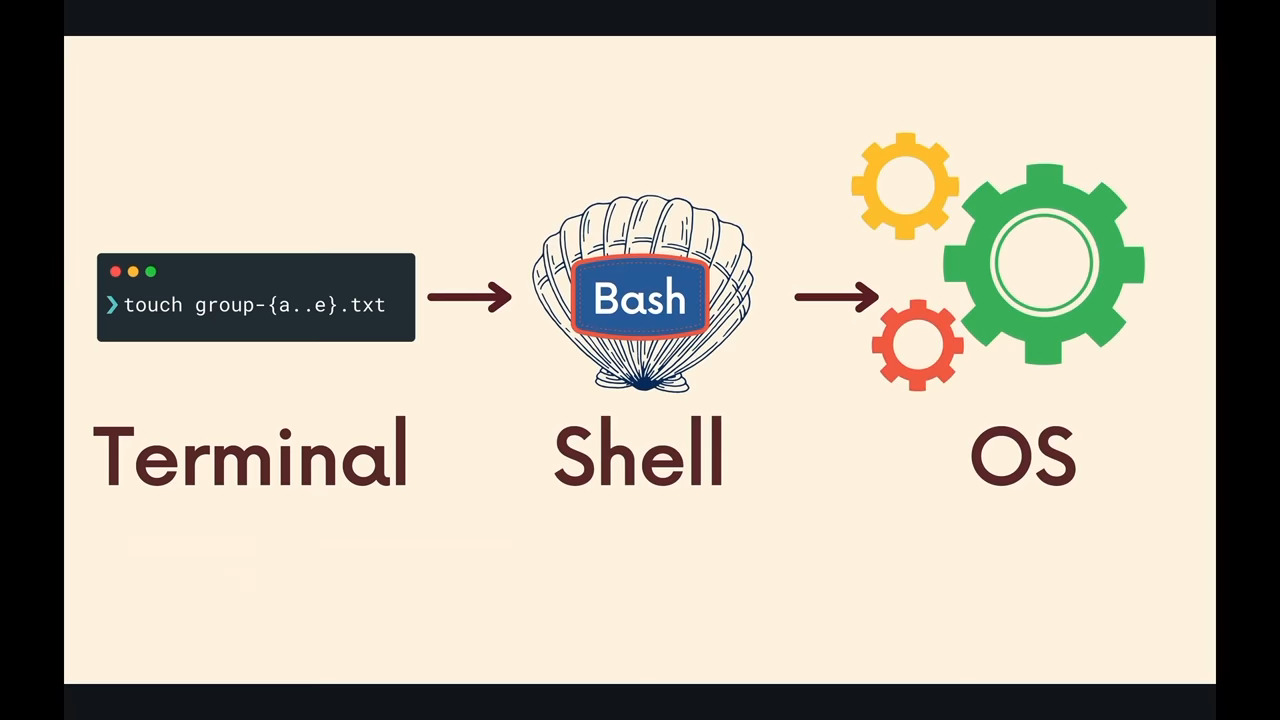 ❯touch group-{a..e}.txt
Bash
Terminal
Shell
OS